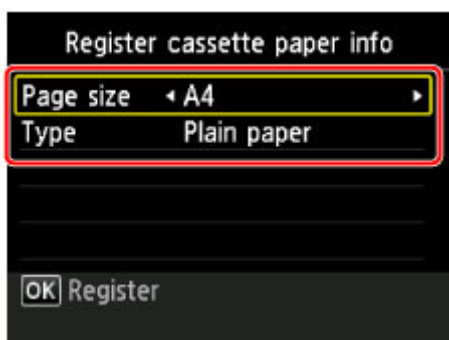 Register cassette paper info
Page size A4
Type Plain paper
OK Register